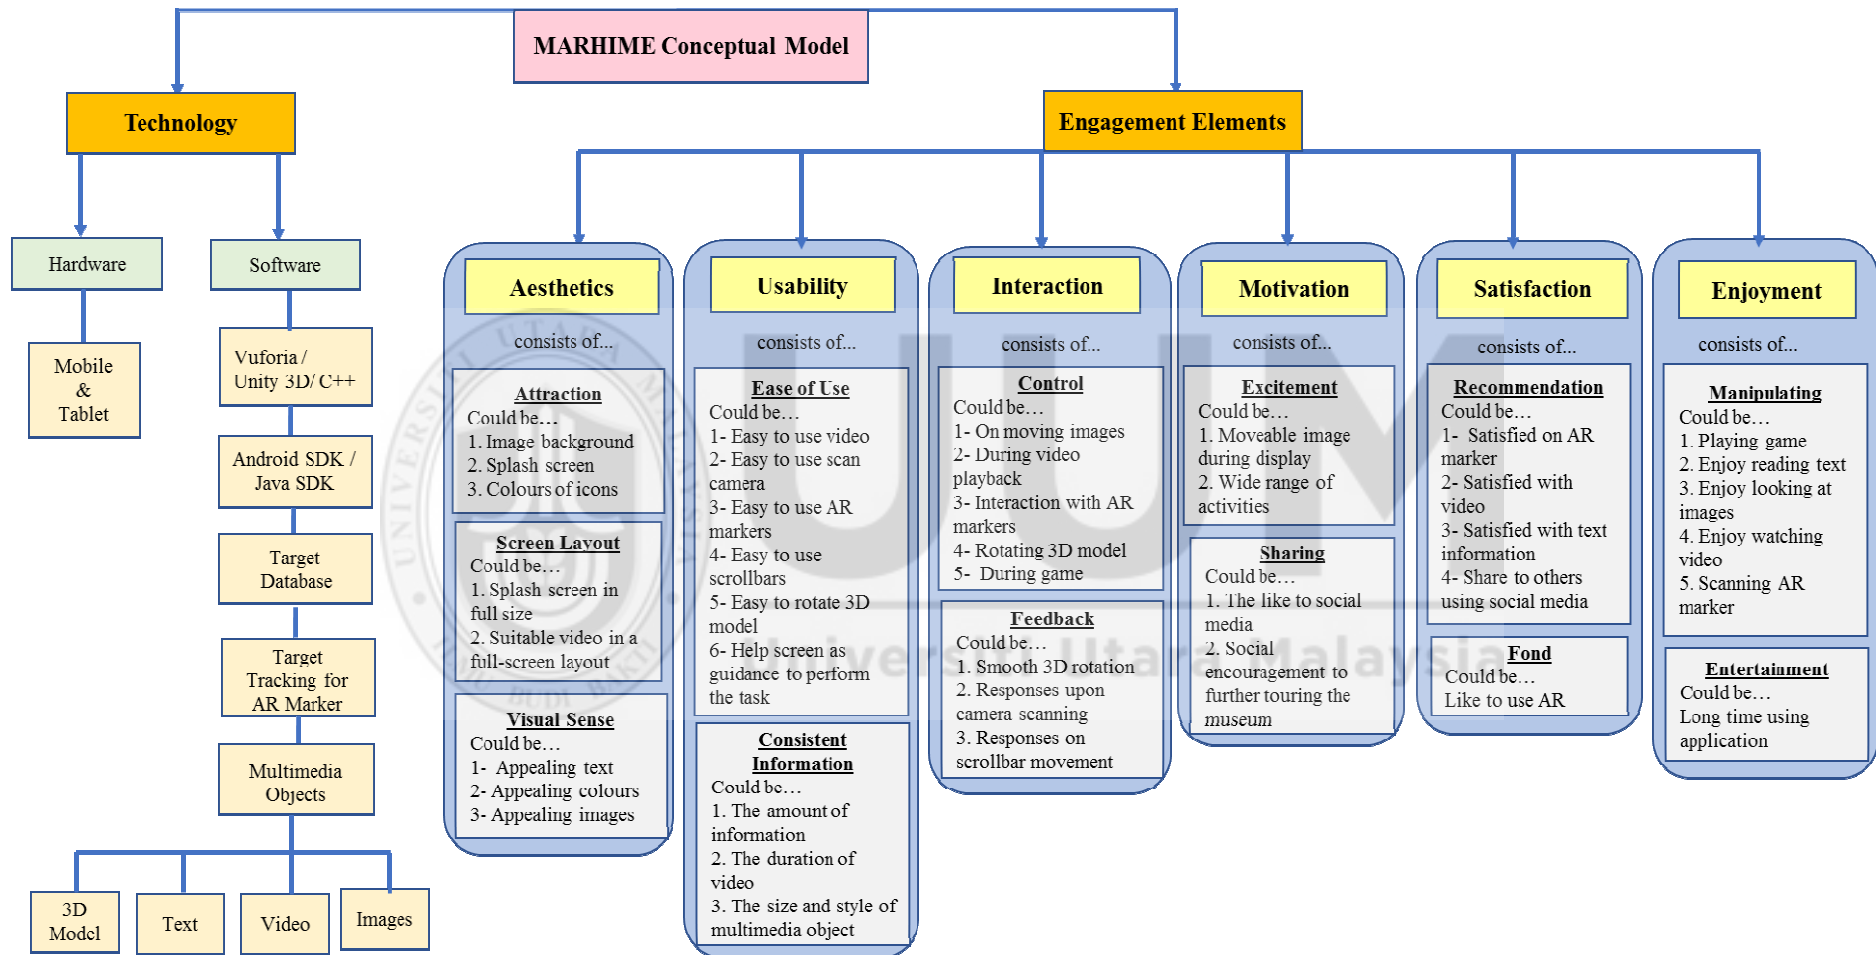 MARHIME Conceptual Model
Technology
Engagement Elements
Hardware
Software
Mobile
&
Tablet
Vuforia /
Unity 3D/ C++
Android SDK /
Java SDK
Target
Database
Target
Tracking for
AR Marker
Multimedia
Objects
3D
Model
Text
Video
Images
Aesthetics
consists of...
Attraction
Could be…
1. Image background
2. Splash screen
3. Colours of icons
Screen Layout
Could be…
1. Splash screen in
full size
2. Suitable video in a
full-screen layout
Visual Sense
Could be…
1- Appealing text
2- Appealing colours
3- Appealing images
Usability
consists of...
Ease of Use
Could be…
1- Easy to use video
2- Easy to use scan
camera
3- Easy to use AR
markers
4- Easy to use
scrollbars
5- Easy to rotate 3D
model
6- Help screen as
guidance to perform
the task
Consistent
Information
Could be…
1. The amount of
information
2. The duration of
video
3. The size and style of
multimedia object
Interaction
consists of...
Control
Could be…
1- On moving images
2- During video
playback
3- Interaction with AR
markers
4- Rotating 3D model
5- During game
Feedback
Could be…
1. Smooth 3D rotation
2. Responses upon
camera scanning
3. Responses on
scrollbar movement
Motivation
consists of...
Excitement
Could be…
1. Moveable image
during display
2. Wide range of
activities
Sharing
Could be…
1. The like to social
media
2. Social
encouragement to
further touring the
museum
Satisfaction
consists of...
Recommendation
Could be…
1- Satisfied on AR
marker
2- Satisfied with
video
3- Satisfied with text
information
4- Share to others
using social media
Fond
Could be…
Like to use AR
Enjoyment
consists of...
Manipulating
Could be…
1. Playing game
2. Enjoy reading text
3. Enjoy looking at
images
4. Enjoy watching
video
5. Scanning AR
marker
Entertainment
Could be…
Long time using
application
UUM
Universiti Utara Malaysia
UNIVERSITI UTARA MALAYSIA
ILMU BUDI BAKTI